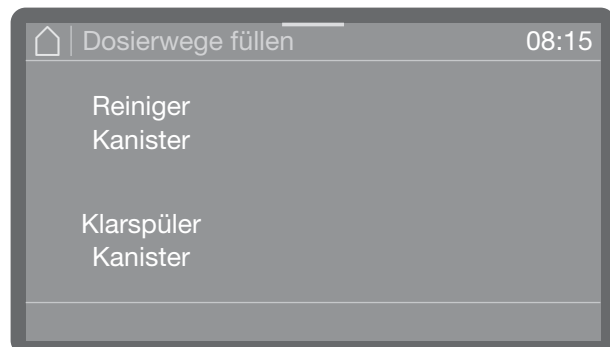 Dosierwege füllen 08:15
Reiniger
Kanister
Klarspüler
Kanister